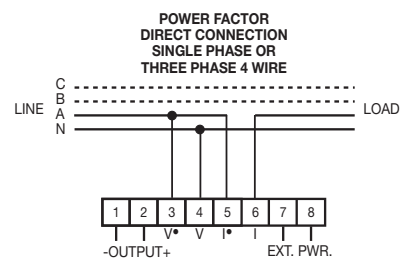 POWER FACTOR
DIRECT CONNECTION
SINGLE PHASE OR
THREE PHASE 4 WIRE
C
B
LINE A LOAD
N
1 2 3 4 5 6 7 8
V• V I• I
-OUTPUT+ EXT. PWR.